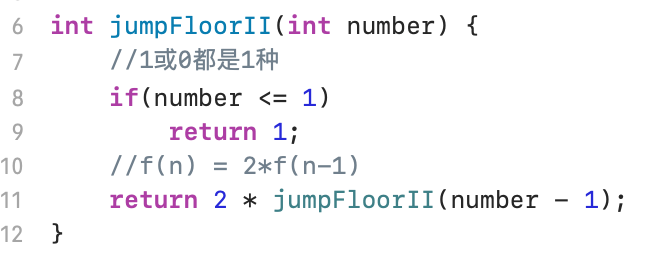 6 int jumpFloorII(int number) {
7 //1或0都是1种
8 if(number <= 1)
9 return 1;
10 //f(n) = 2*f(n-1)
11 return 2 * jumpFloorII(number - 1);
12 }